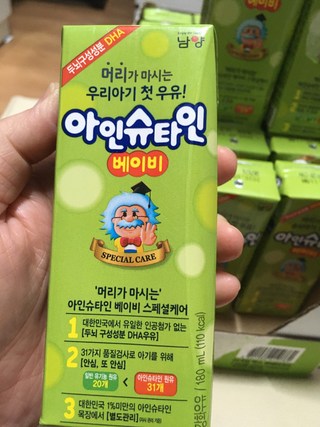 남양
두뇌구성성분 DHA
머리가 마시는
우리아기 첫 우유!
아인슈타인
베이비
SPECIAL CARE
'머리가 마시는'
아인슈타인 베이비 스페셜케어
1 대한민국에서 유일한 인공첨가 없는
[두뇌 구성성분 DHA우유]
2 31가지 품질검사로 아기를 위해
[안심, 또 안심]
일반 유기농 원유
20개
<
아인슈타인 원유
31개
3 대한민국 1%미만의 아인슈타인
목장에서 [별도관리]
180 mL (110 kcal)